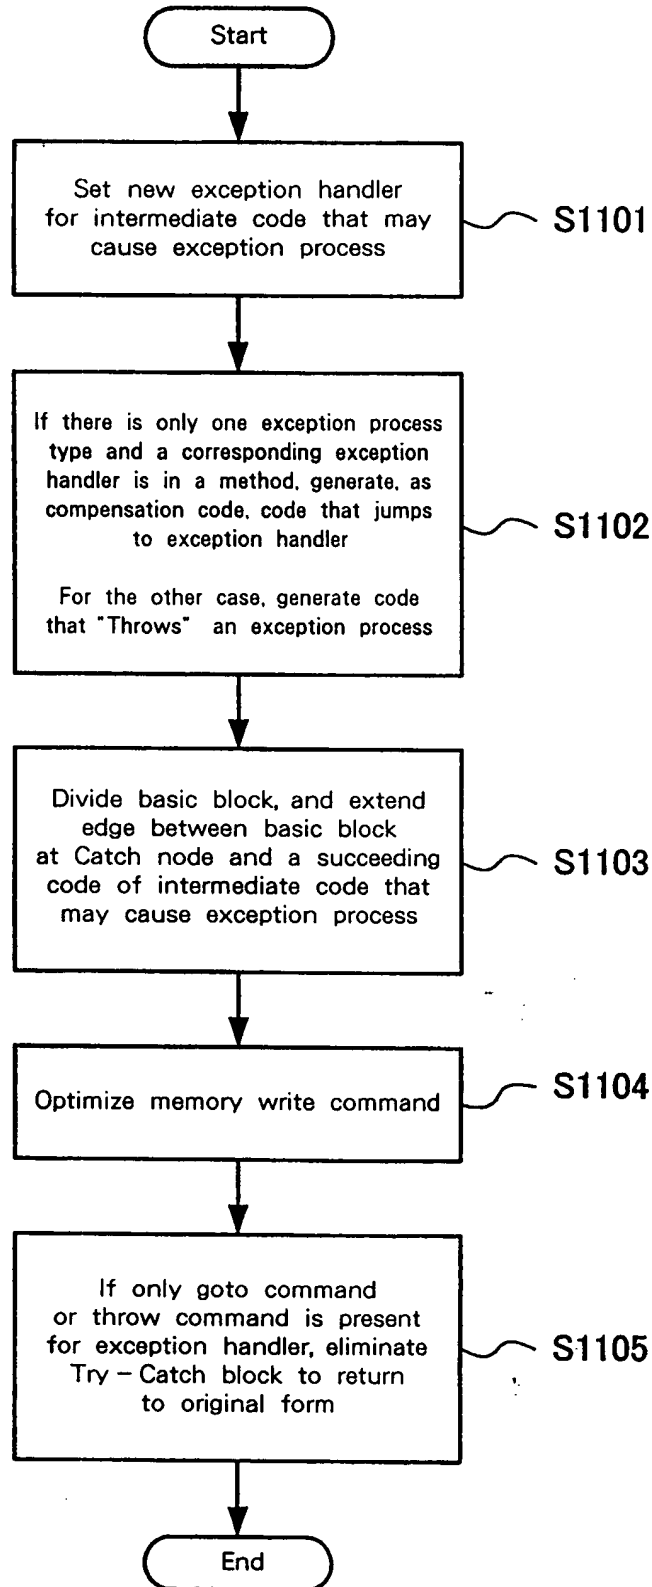 Start
Set new exception handler
for intermediate code that may
cause exception process
S1101
If there is only one exception process
type and a corresponding exception
handler is in a method, generate, as
compensation code, code that jumps
to exception handler
For the other case, generate code
that "Throws" an exception process
S1102
Divide basic block, and extend
edge between basic block
at Catch node and a succeeding
code of intermediate code that
may cause exception process
S1103
Optimize memory write command
S1104
If only goto command
or throw command is present
for exception handler, eliminate
Try – Catch block to return
to original form
S1105
End